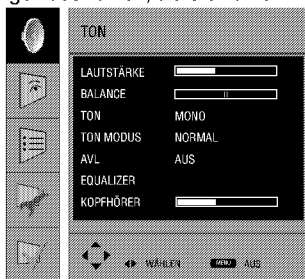 TON
LAUTSTÄRKE
BALANCE
TON MONO
TON MODUS NORMAL
AVL AUS
EQUALIZER
KOPFHÖRER
WÄHLEN MENU AUS